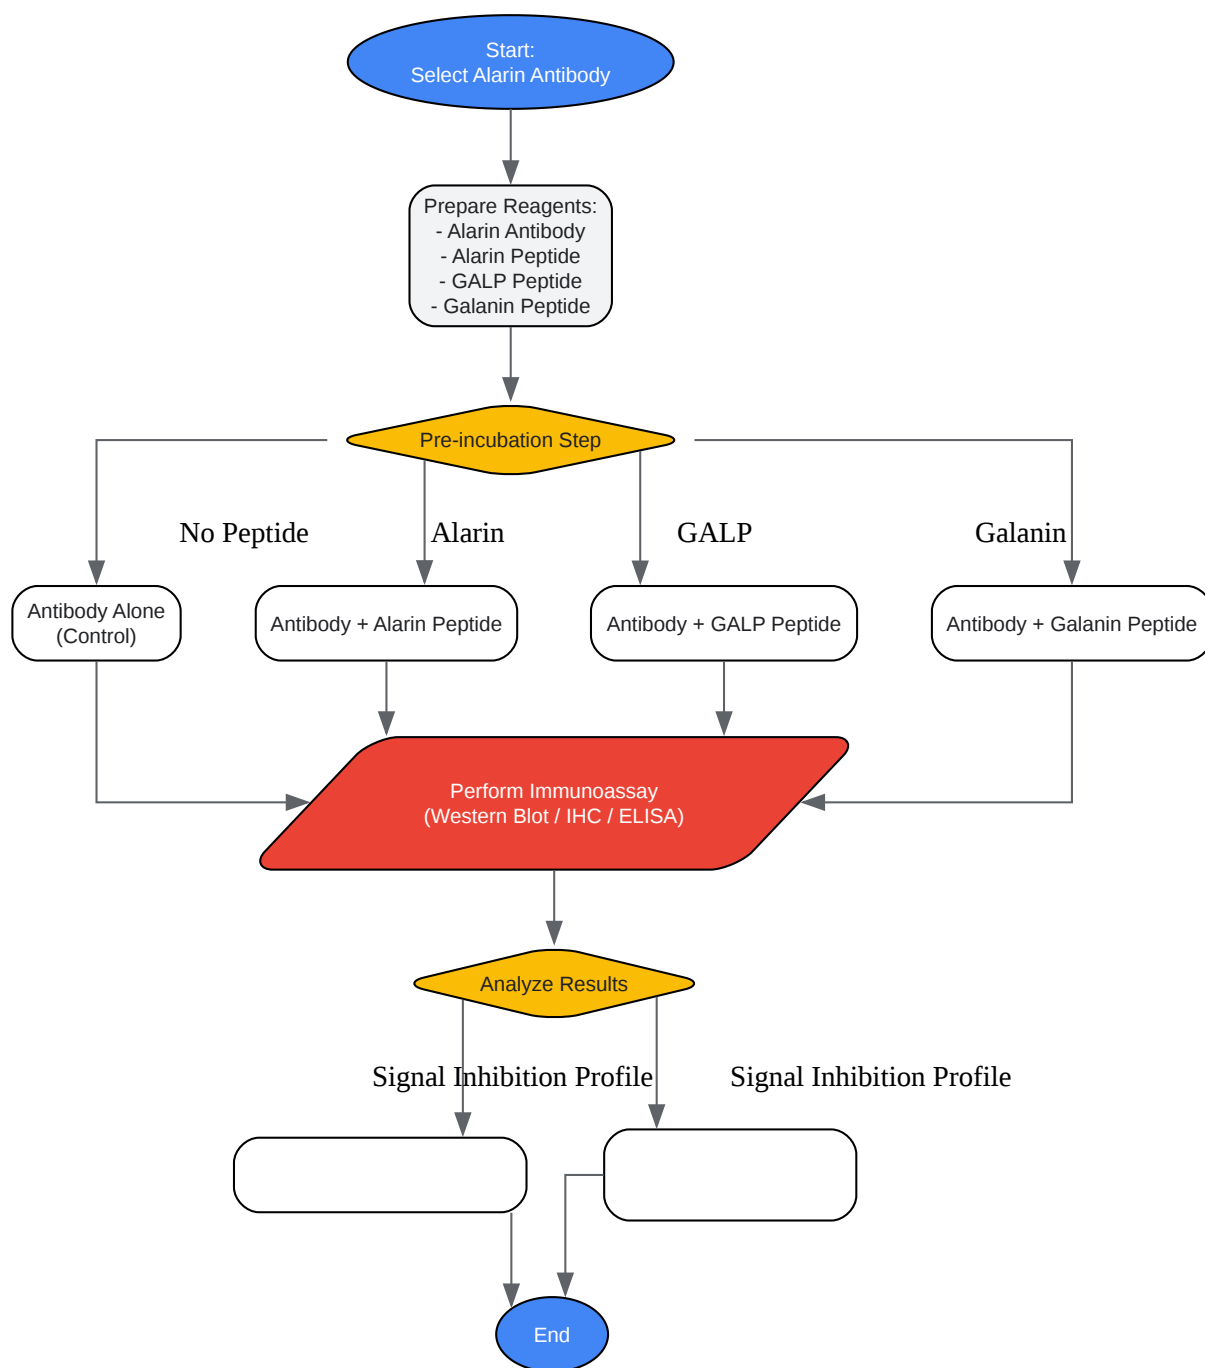 Start:
Select Alarin Antibody
Prepare Reagents:
- Alarin Antibody
- Alarin Peptide
- GALP Peptide
- Galanin Peptide
Pre-incubation Step
No Peptide
Alarin
GALP
Galanin
Antibody Alone
(Control)
Antibody + Alarin Peptide
Antibody + GALP Peptide
Antibody + Galanin Peptide
Perform Immunoassay
(Western Blot / IHC / ELISA)
Analyze Results
Signal Inhibition Profile
Signal Inhibition Profile
End